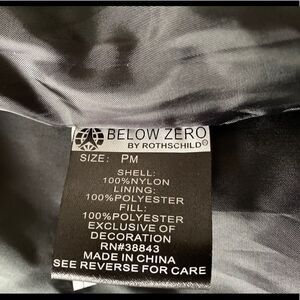 BELOW ZERO
BY ROTHSCHILD®
SIZE: PM
SHELL:
100%NYLON
LINING:
100%POLYESTER
FILL:
100%POLYESTER
EXCLUSIVE OF
DECORATION
RN#38843
MADE IN CHINA
SEE REVERSE FOR CARE